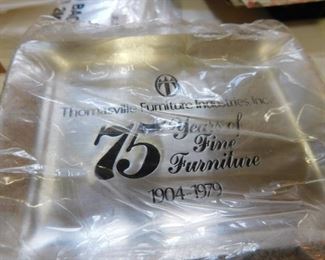 Thomasville Furniture Industries Inc.
75 Years of
Fine
Furniture
1904-1979